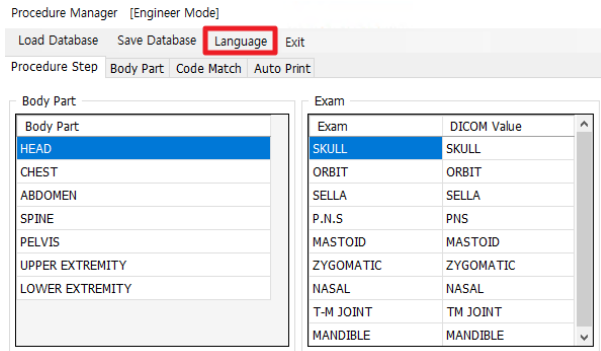 Procedure Manager [Engineer Mode]
Load Database Save Database Language Exit
Procedure Step Body Part Code Match Auto Print
Body Part
Body Part
HEAD
CHEST
ABDOMEN
SPINE
PELVIS
UPPER EXTREMITY
LOWER EXTREMITY
Exam
Exam DICOM Value
SKULL SKULL
ORBIT ORBIT
SELLA SELLA
P.N.S PNS
MASTOID MASTOID
ZYGOMATIC ZYGOMATIC
NASAL NASAL
T-M JOINT TM JOINT
MANDIBLE MANDIBLE